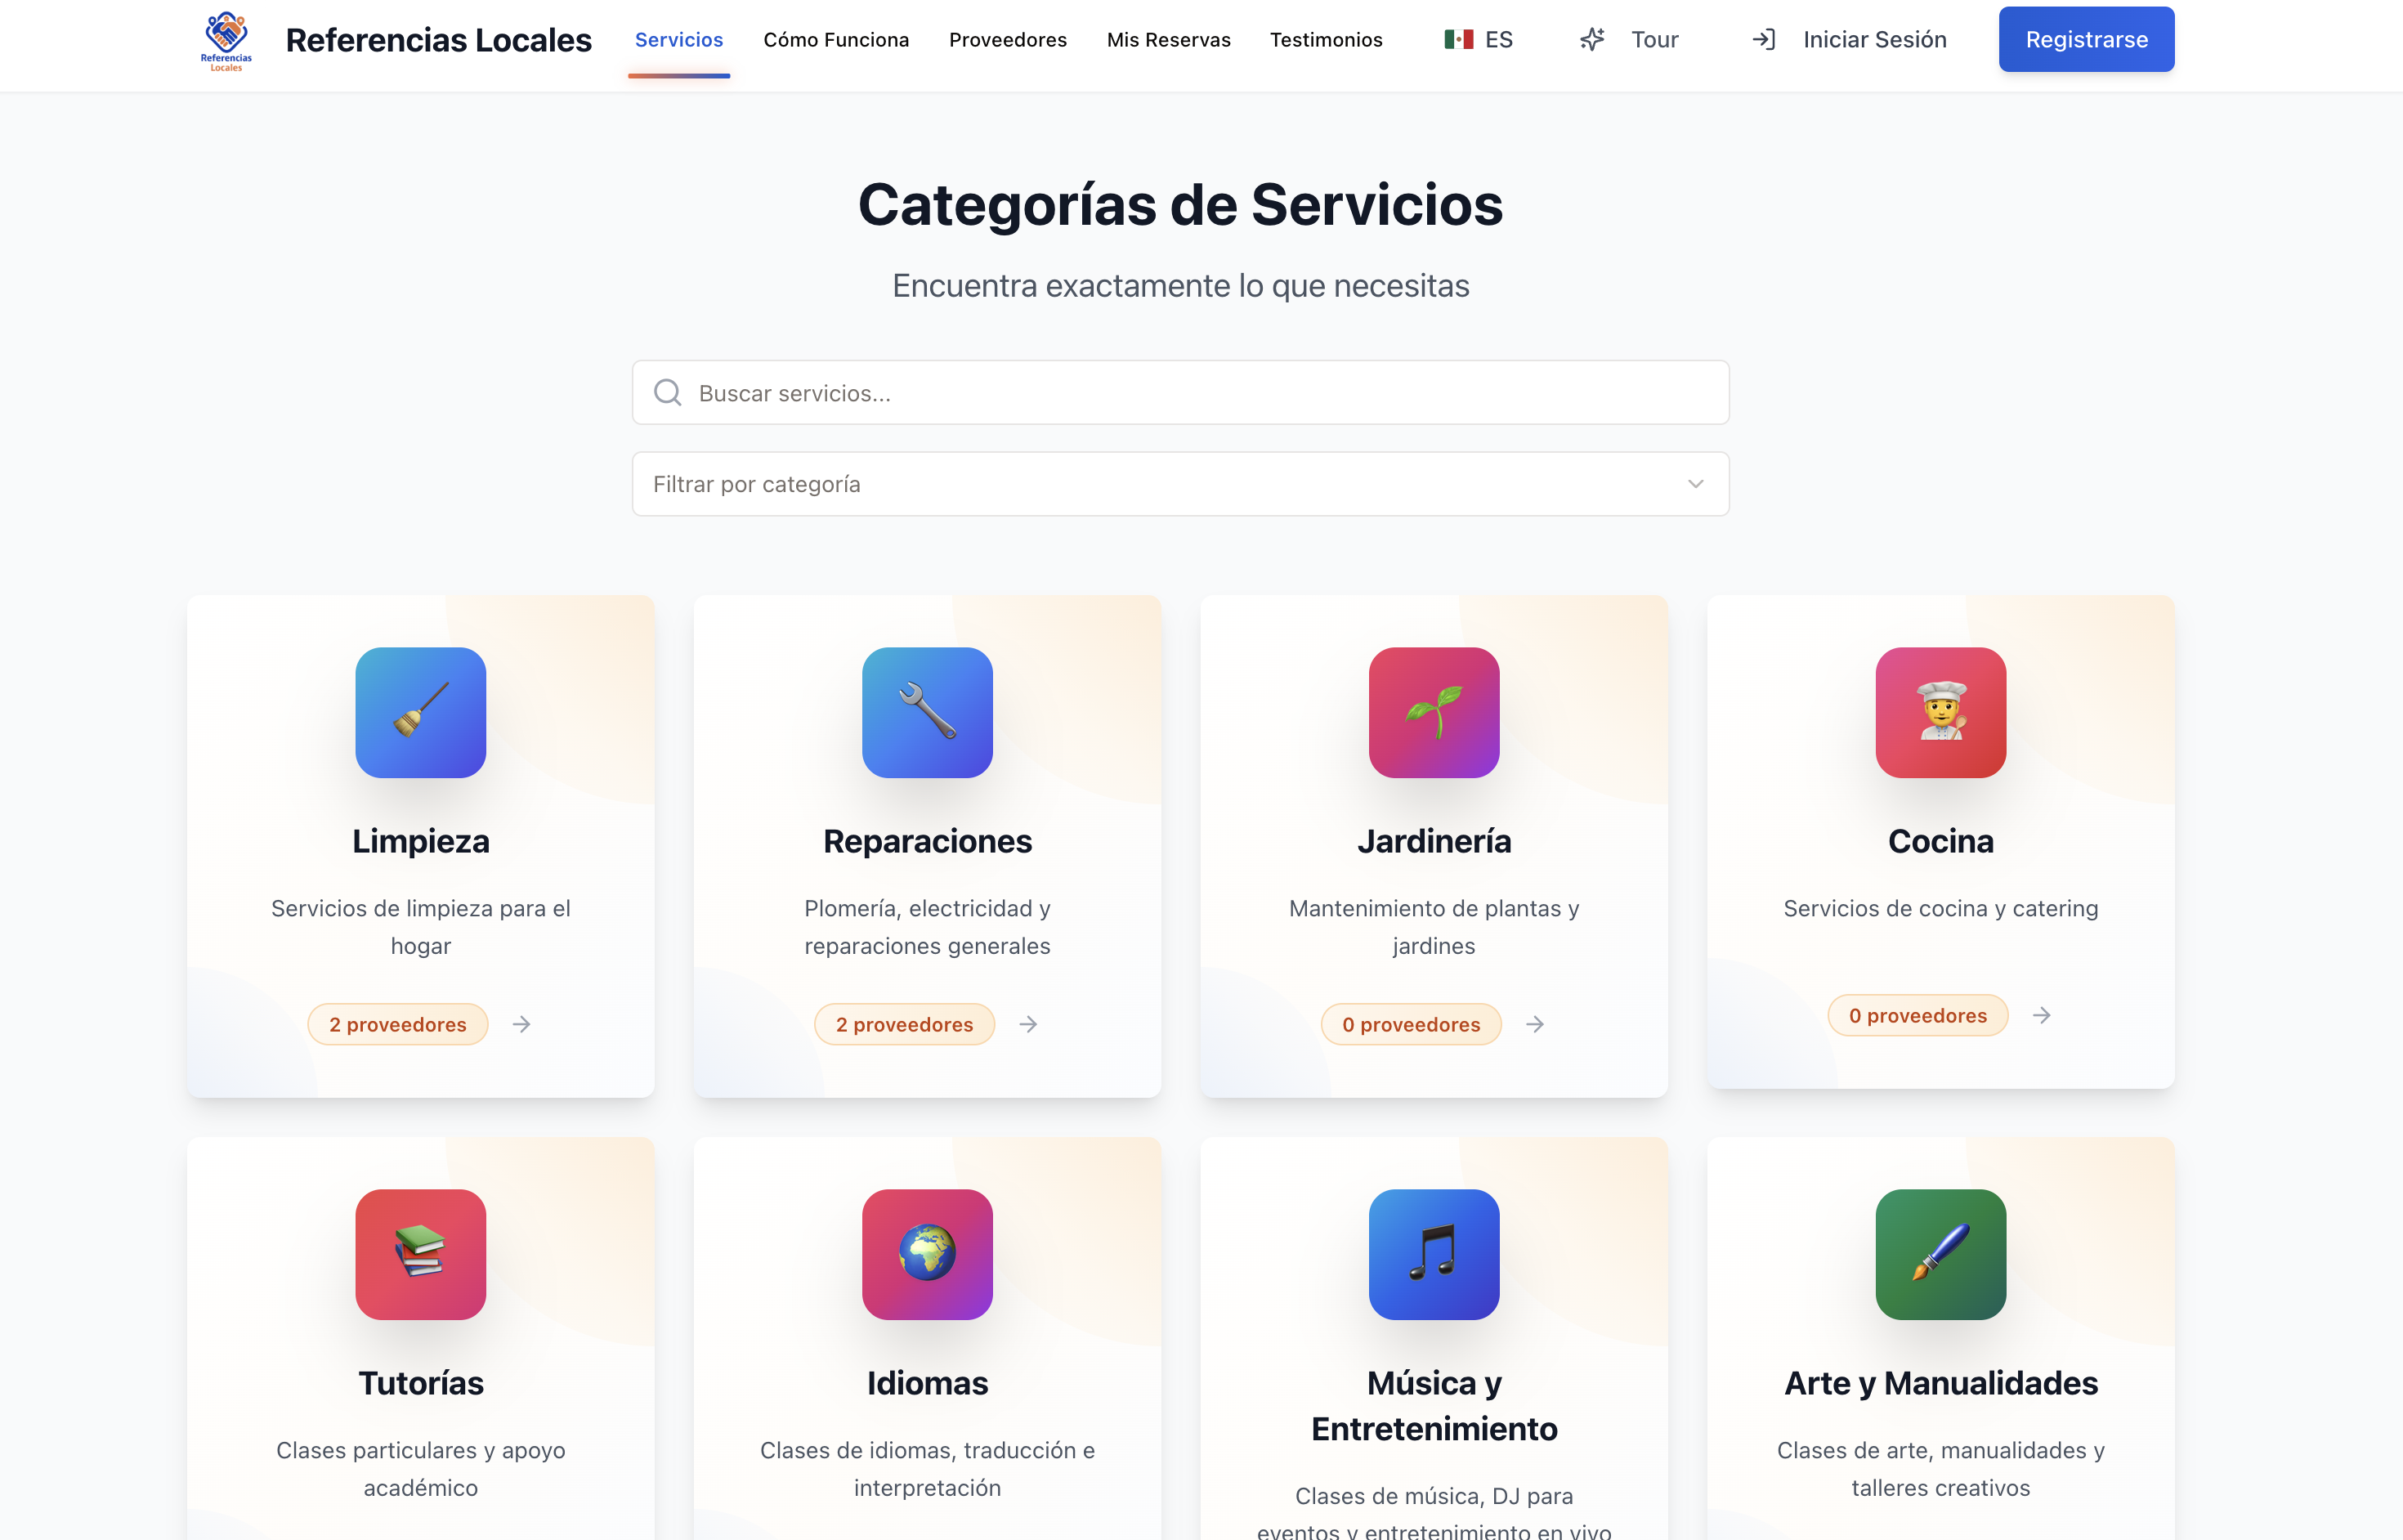 Referencias
Locales
Referencias Locales
Servicios
Cómo Funciona
Proveedores
Mis Reservas
Testimonios
ES
Tour
Iniciar Sesión
Registrarse
Categorías de Servicios
Encuentra exactamente lo que necesitas
Buscar servicios...
Filtrar por categoría
Limpieza
Servicios de limpieza para el
hogar
2 proveedores
Reparaciones
Plomería, electricidad y
reparaciones generales
2 proveedores
Jardinería
Mantenimiento de plantas y
jardines
0 proveedores
Cocina
Servicios de cocina y catering
0 proveedores
Tutorías
Clases particulares y apoyo
académico
Idiomas
Clases de idiomas, traducción e
interpretación
Música y
Entretenimiento
Clases de música, DJ para
eventos y entretenimiento en vivo
Arte y Manualidades
Clases de arte, manualidades y
talleres creativos